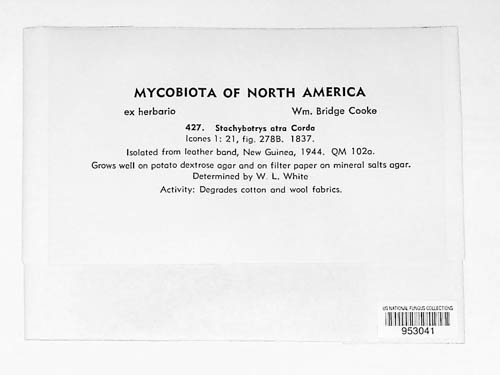 MYCOBIOTA OF NORTH AMERICA
ex herbario Wm. Bridge Cooke
427. Stachybotrys atra Corda
Icones 1: 21, fig. 278B. 1837.
Isolated from leather band, New Guinea, 1944. QM 102a.
Grows well on potato dextrose agar and on filter paper on mineral salts agar.
Determined by W. L. White
Activity: Degrades cotton and wool fabrics.
US NATIONAL FUNGUS COLLECTIONS
953041